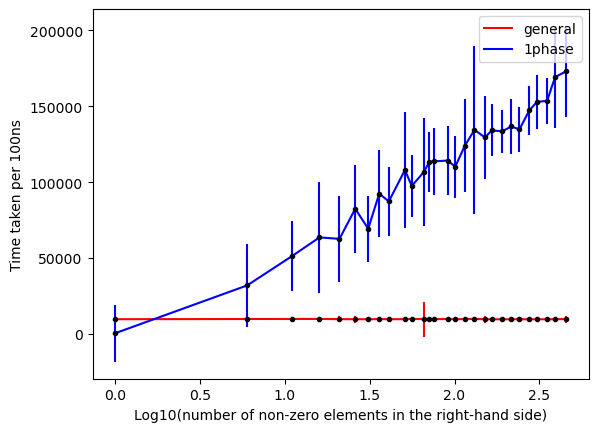 200000
150000
100000
50000
0
Time taken per 100ns
general
1phase
0.0 0.5 1.0 1.5 2.0 2.5
Log10(number of non-zero elements in the right-hand side)